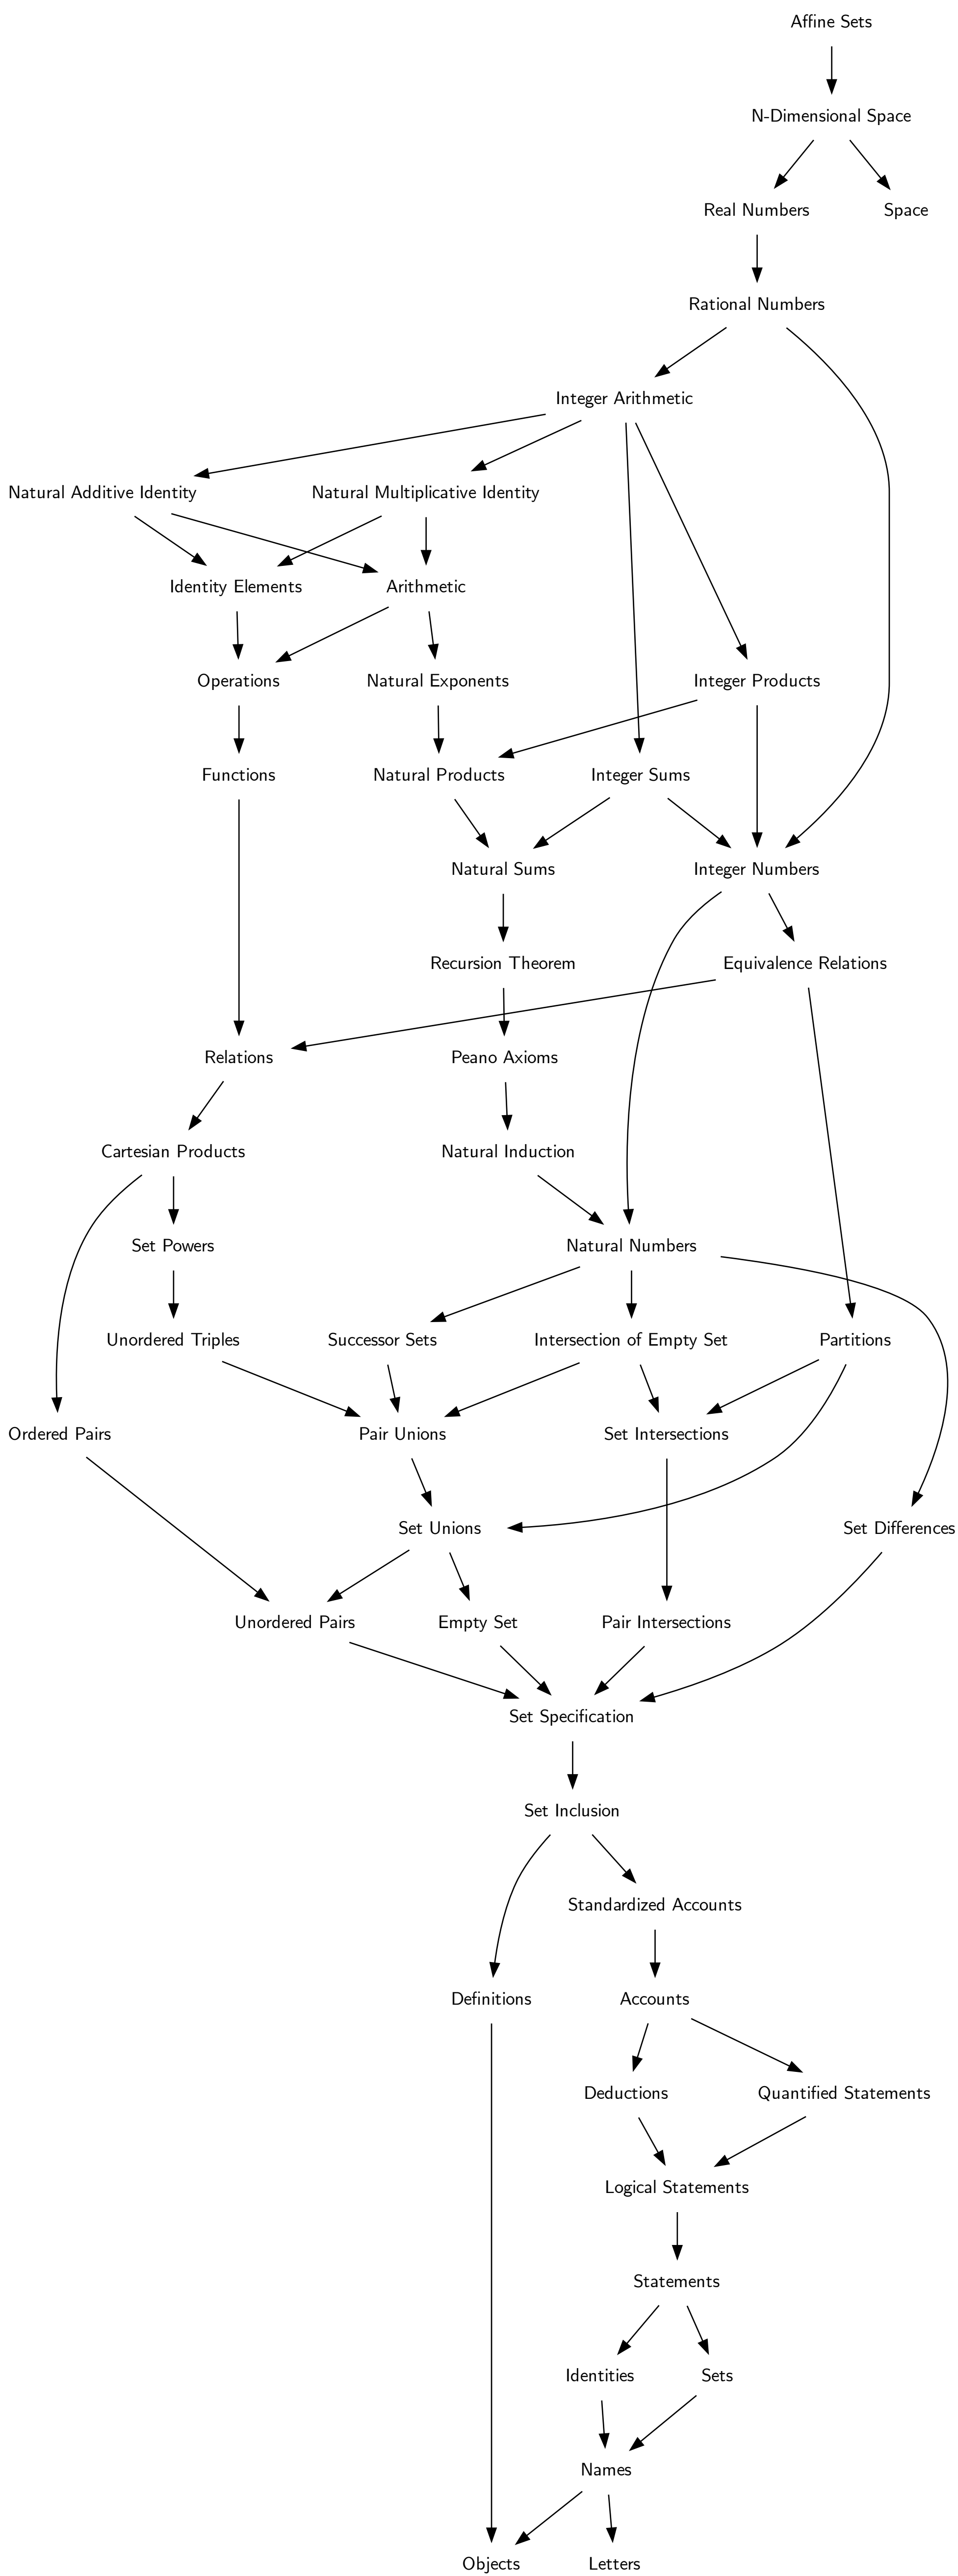 Affine Sets
N-Dimensional Space
Real Numbers
Space
Rational Numbers
Integer Arithmetic
Natural Additive Identity
Natural Multiplicative Identity
Identity Elements
Arithmetic
Operations
Natural Exponents
Integer Products
Functions
Natural Products
Integer Sums
Natural Sums
Integer Numbers
Recursion Theorem
Equivalence Relations
Relations
Peano Axioms
Cartesian Products
Natural Induction
Set Powers
Natural Numbers
Unordered Triples
Successor Sets
Intersection of Empty Set
Partitions
Ordered Pairs
Pair Unions
Set Intersections
Set Unions
Set Differences
Unordered Pairs
Empty Set
Pair Intersections
Set Specification
Set Inclusion
Standardized Accounts
Definitions
Accounts
Deductions
Quantified Statements
Logical Statements
Statements
Identities
Sets
Names
Objects
Letters